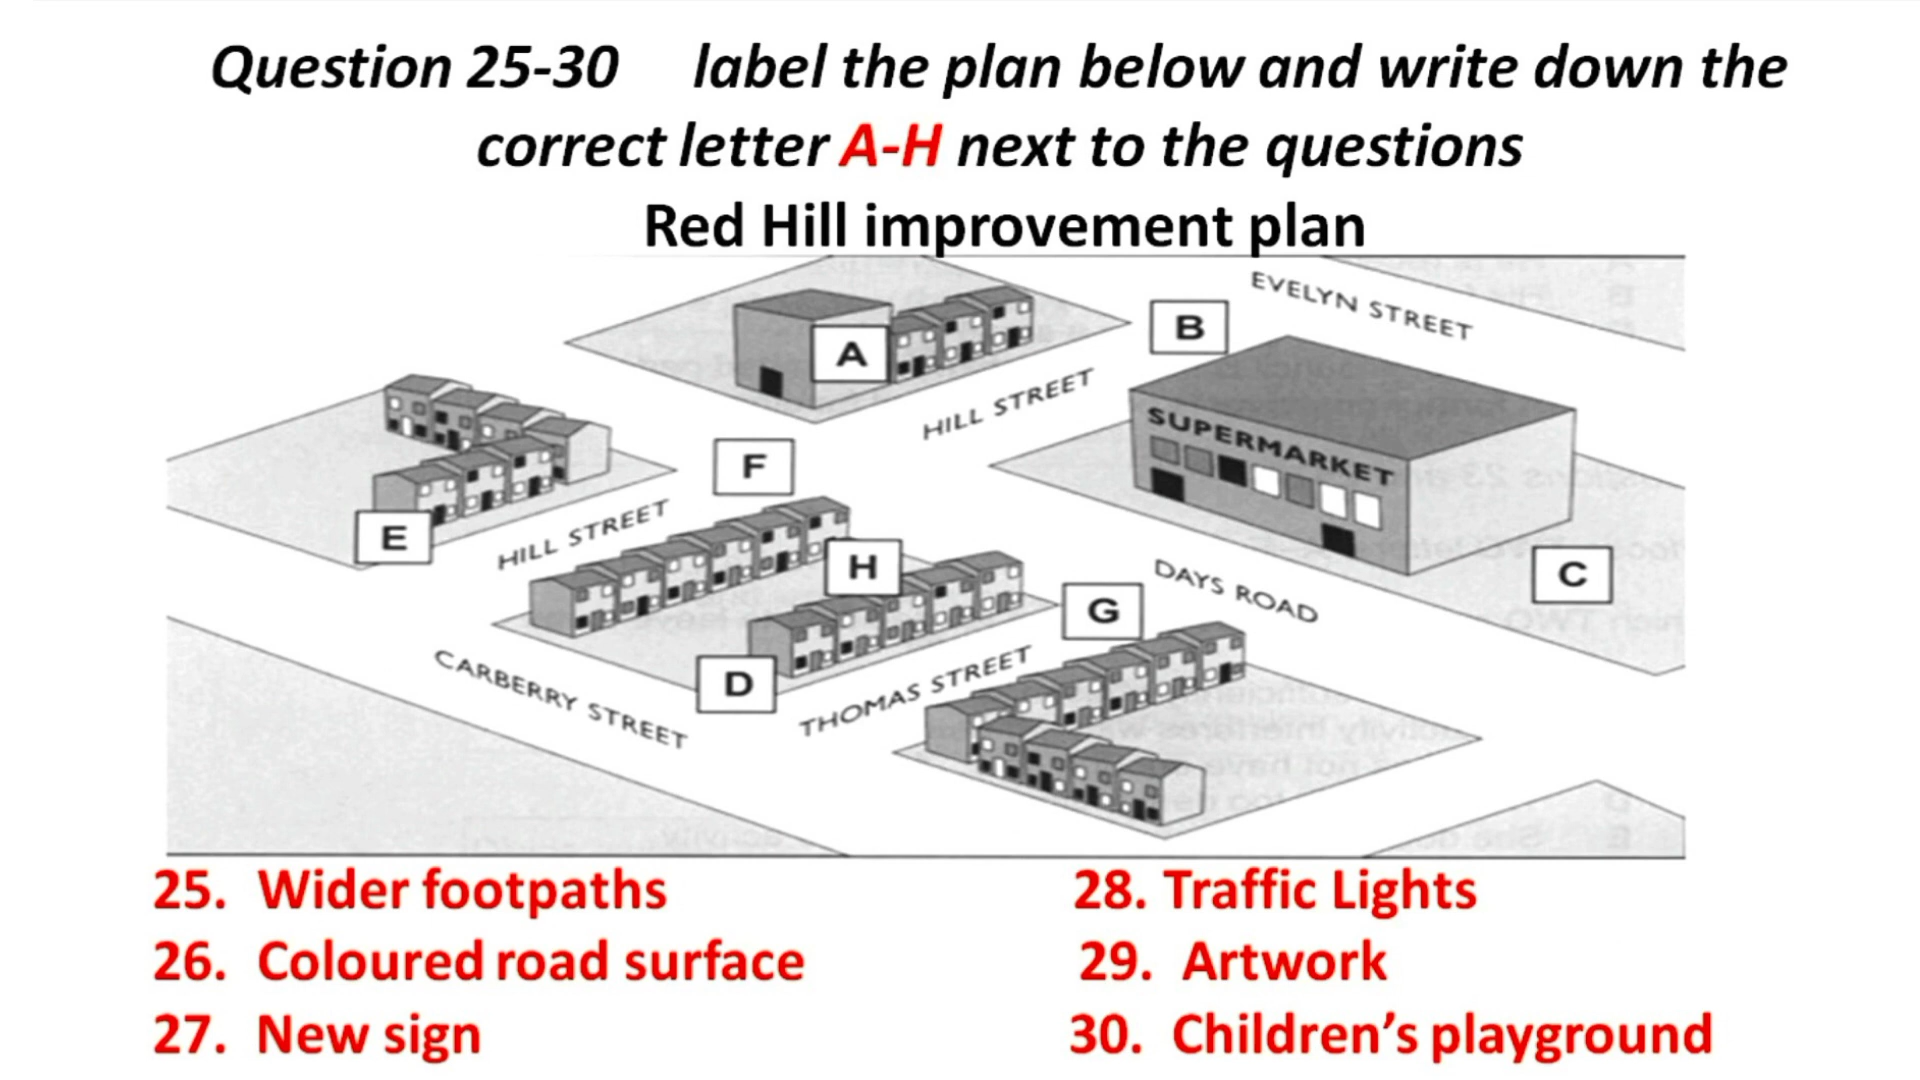 Question 25-30 label the plan below and write down the
correct letter A-H next to the questions
Red Hill improvement plan
EVELYN STREET
B
A
HILL STREET
SUPERMARKET
F
E
HILL STREET
H
C
DAYS ROAD
G
D
CARBERRY STREET
THOMAS STREET
25. Wider footpaths
28. Traffic Lights
26. Coloured road surface
29. Artwork
27. New sign
30. Children's playground